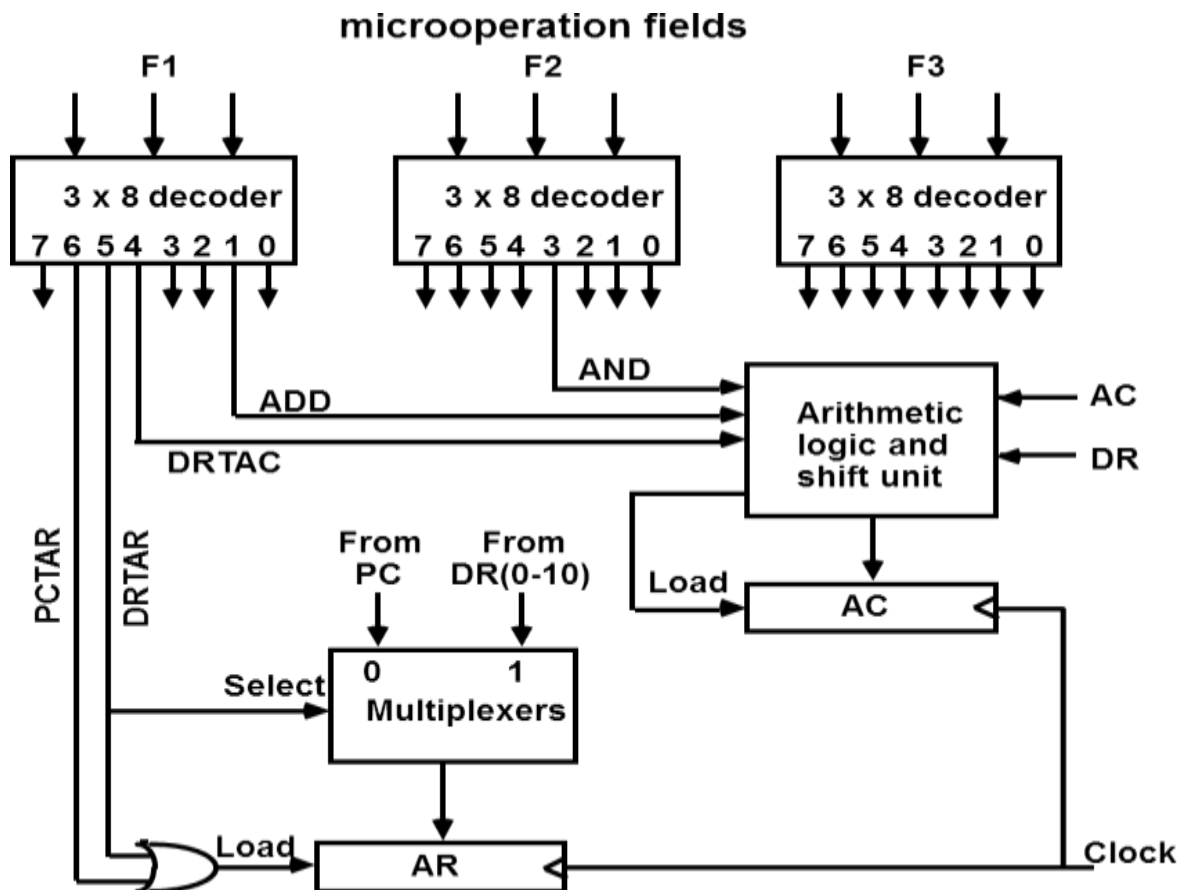 microoperation fields
F1 F2 F3
3 x 8 decoder 3 x 8 decoder 3 x 8 decoder
7 6 5 4 3 2 1 0 7 6 5 4 3 2 1 0 7 6 5 4 3 2 1 0
AND
ADD
DRTAC
Arithmetic
logic and
shift unit
AC
DR
PCTAR
DRTAR
From
PC
From
DR(0-10)
Load
AC
0 1
Select
Multiplexers
Load
AR
Clock